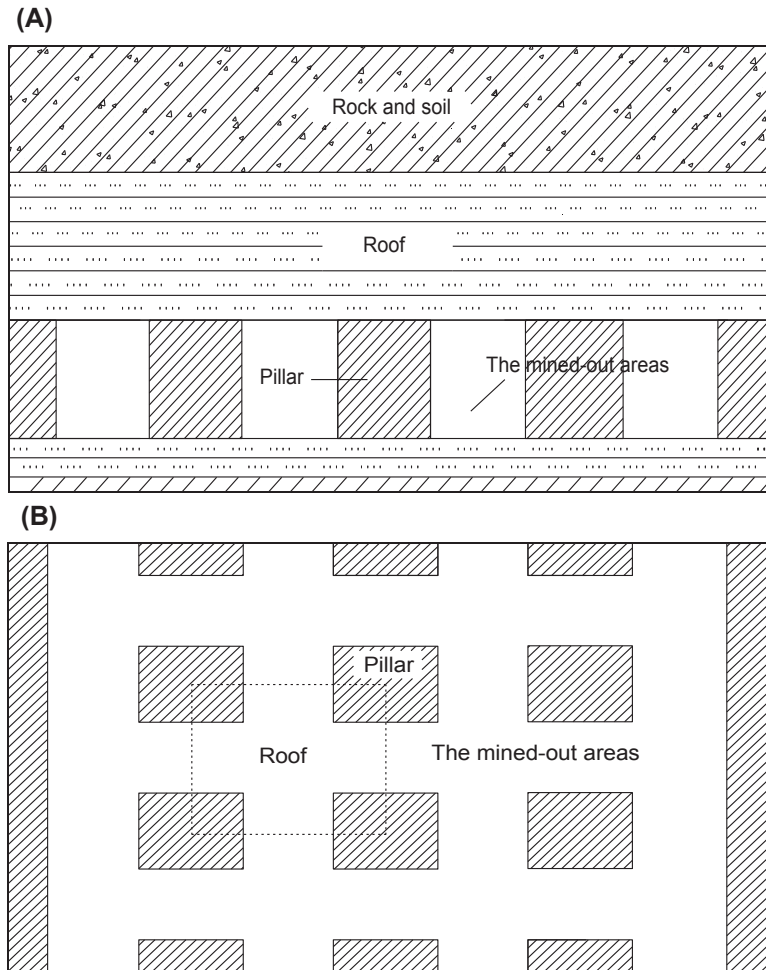 (A)
Rock and soil
Roof
The mined-out areas
Pillar
(B)
Pillar
Roof
The mined-out areas